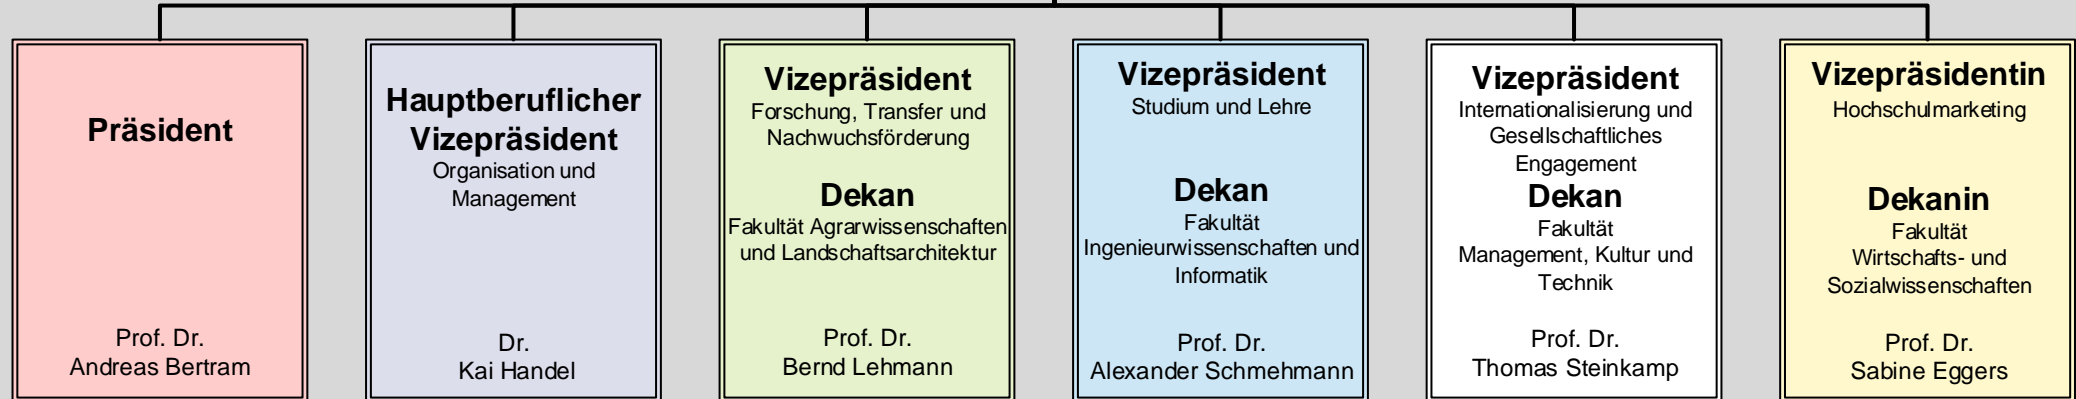 Präsident
Prof. Dr.
Andreas Bertram
Hauptberuflicher
Vizepräsident
Organisation und
Management
Dr.
Kai Handel
Vizepräsident
Forschung, Transfer und
Nachwuchsförderung
Dekan
Fakultät Agrarwissenschaften
und Landschaftsarchitektur
Prof. Dr.
Bernd Lehmann
Vizepräsident
Studium und Lehre
Dekan
Fakultät
Ingenieurwissenschaften und
Informatik
Prof. Dr.
Alexander Schmehmann
Vizepräsident
Internationalisierung und
Gesellschaftliches
Engagement
Dekan
Fakultät
Management, Kultur und
Technik
Prof. Dr.
Thomas Steinkamp
Vizepräsidentin
Hochschulmarketing
Dekanin
Fakultät
Wirtschafts- und
Sozialwissenschaften
Prof. Dr.
Sabine Eggers